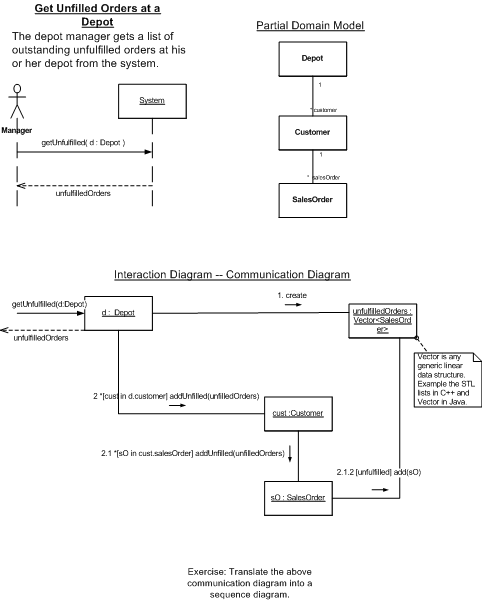 Get Unfilled Orders at a
Depot
The depot manager gets a list of
outstanding unfulfilled orders at his
or her depot from the system.
System
Manager
getUnfulfilled( d : Depot )
unfulfilledOrders
Partial Domain Model
Depot
1
* customer
Customer
1
* salesOrder
SalesOrder
Interaction Diagram -- Communication Diagram
getUnfulfilled(d:Depot)
unfulfilledOrders
d : Depot
1. create
unfulfilledOrders :
Vector<SalesOrd
er>
Vector is any
generic linear
data structure.
Example the STL
lists in C++ and
Vector in Java.
2 *[cust in d.customer] addUnfilled(unfilledOrders)
cust :Customer
2.1 *[sO in cust.salesOrder] addUnfilled(unfilledOrders)
2.1.2 [unfulfilled] add(sO)
sO : SalesOrder
Exercise: Translate the above
communication diagram into a
sequence diagram.